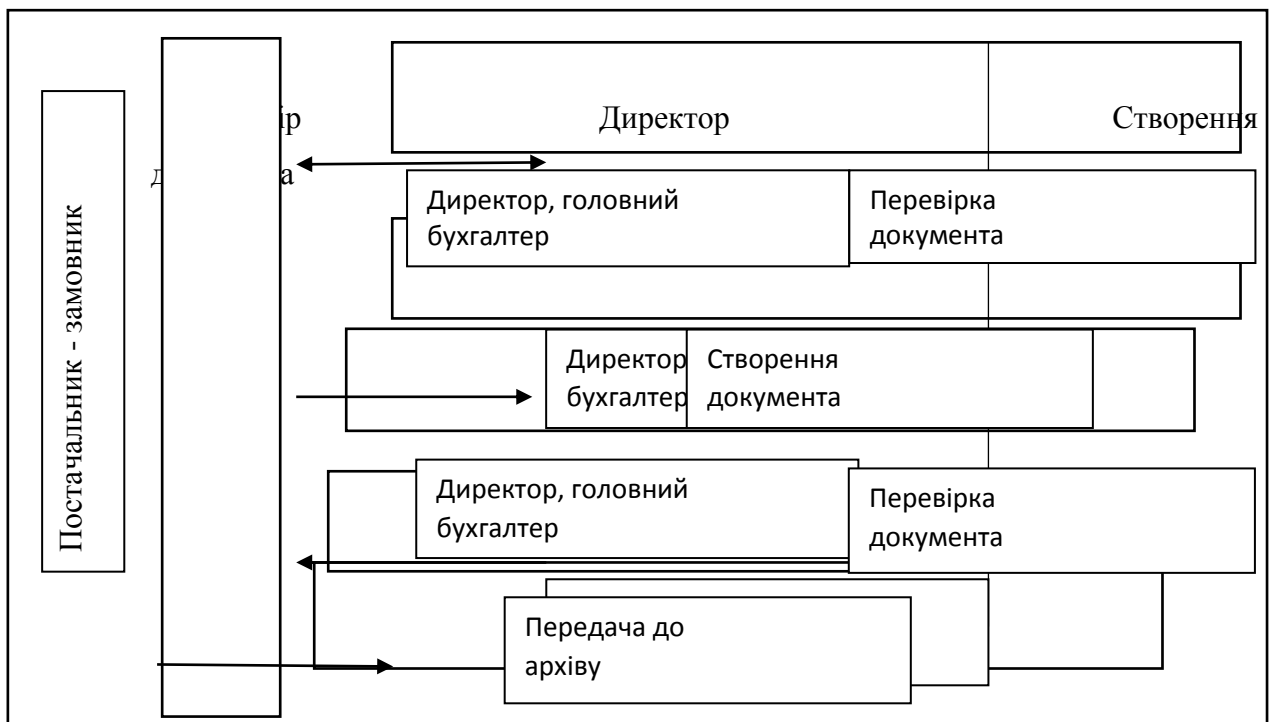 Постачальник - замовник
ір
Директор
Створення
д
а
Директор, головний
бухгалтер
Перевірка
документа
Директор
бухгалтер
Створення
документа
Директор, головний
бухгалтер
Перевірка
документа
Передача до
архіву